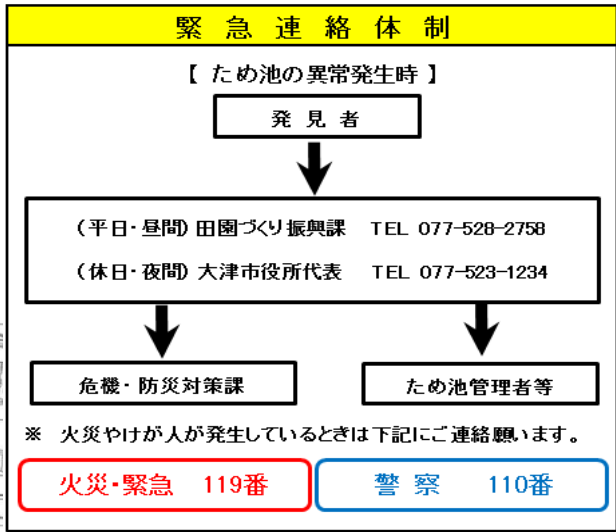 緊急連絡体制
【 ため池の異常発生時 】
発見者
(平日・昼間) 田園づくり振興課 TEL 077-528-2758
(休日・夜間) 大津市役所代表 TEL 077-523-1234
危機・防災対策課
ため池管理者等
※ 火災やけが人が発生しているときは下記にご連絡願います。
火災・緊急 119番
警察 110番